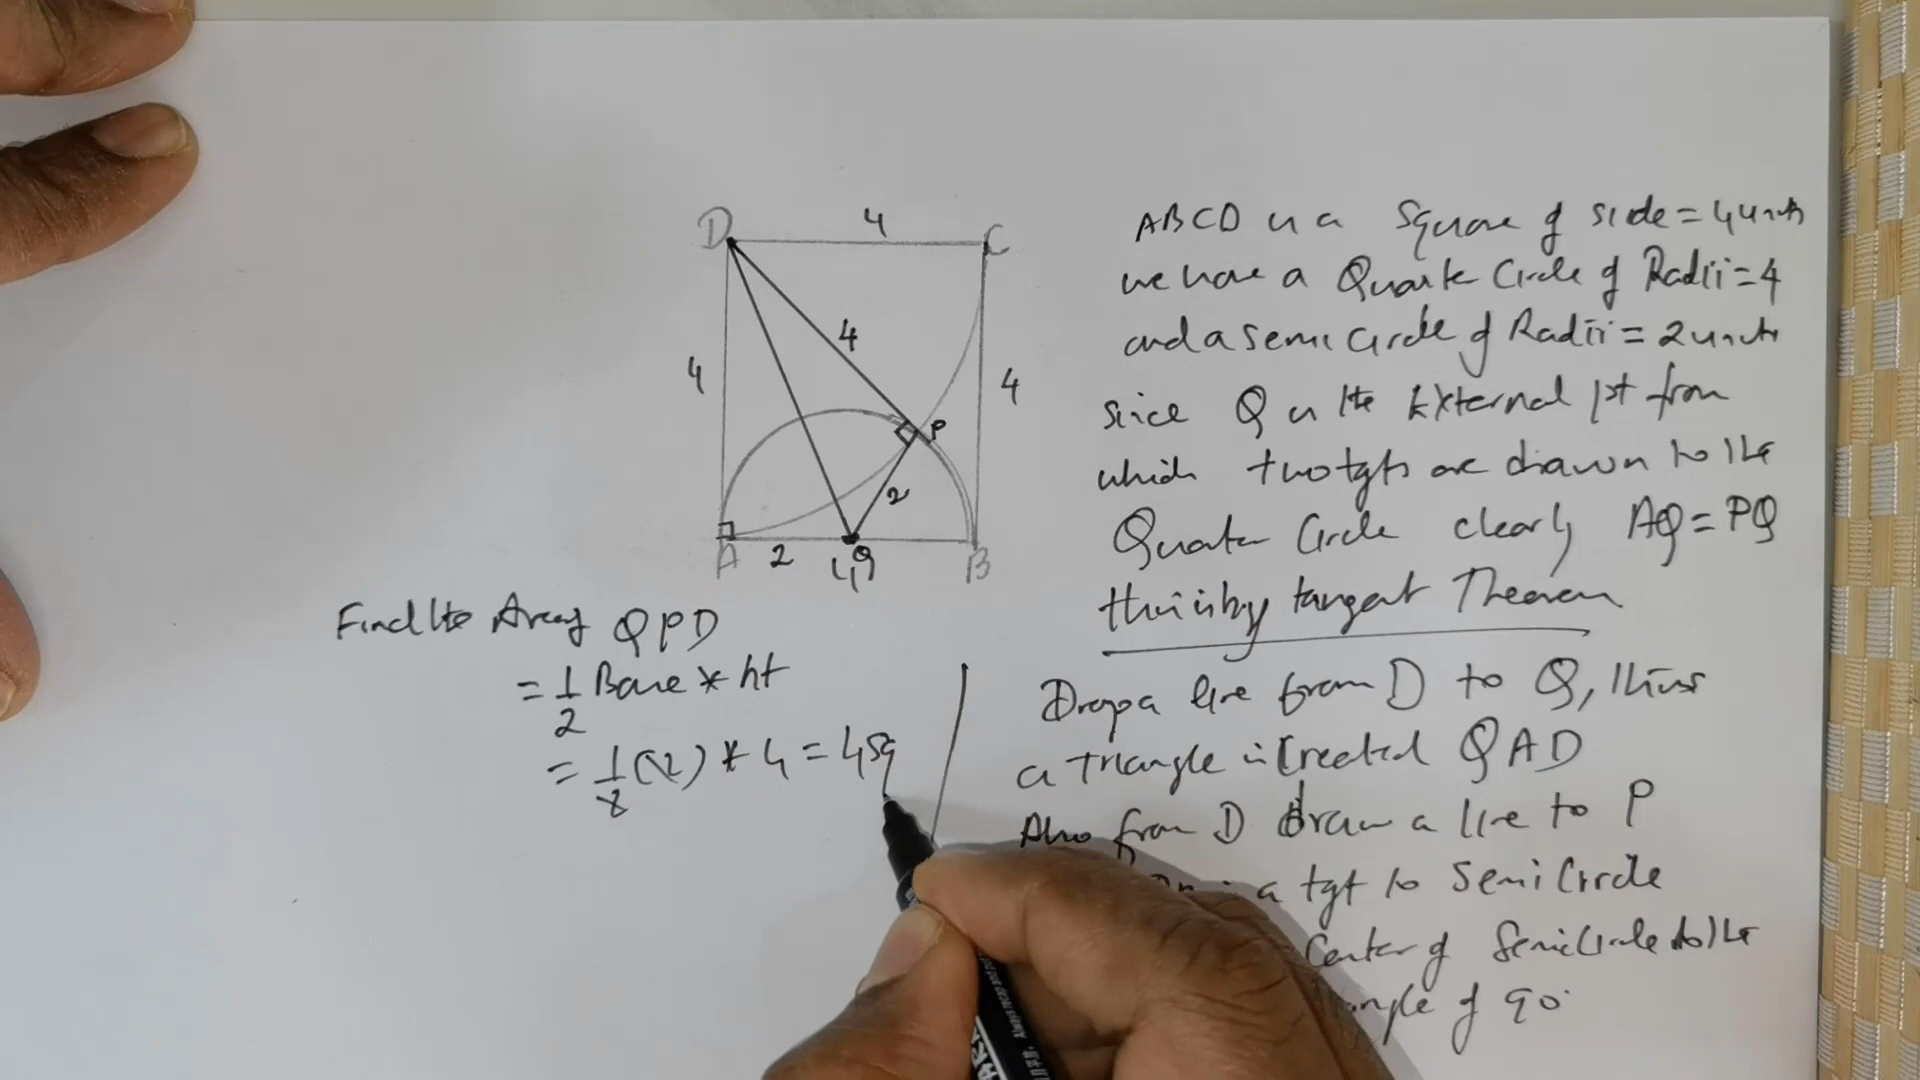 D 4 C
4 4 4
P
2
A 2 Q B
4
ABCD is a Square of side = 4 units
we have a Quarter Circle of Radii = 4
and a semi Circle of Radii = 2 units
since Q is the External pt from
which two tgts are drawn to the
Quarter Circle clearly AQ = PQ
this is by tangent Theorem
Find the Area of QPD
= 1/2 Base * ht
= 1/2 (2) * 4 = 4 sq
Drop a line from D to Q, thus
a triangle is Created QAD
Also from D draw a line to P
a tgt to Semi Circle
Center of Semi Circle to the
angle of 90°